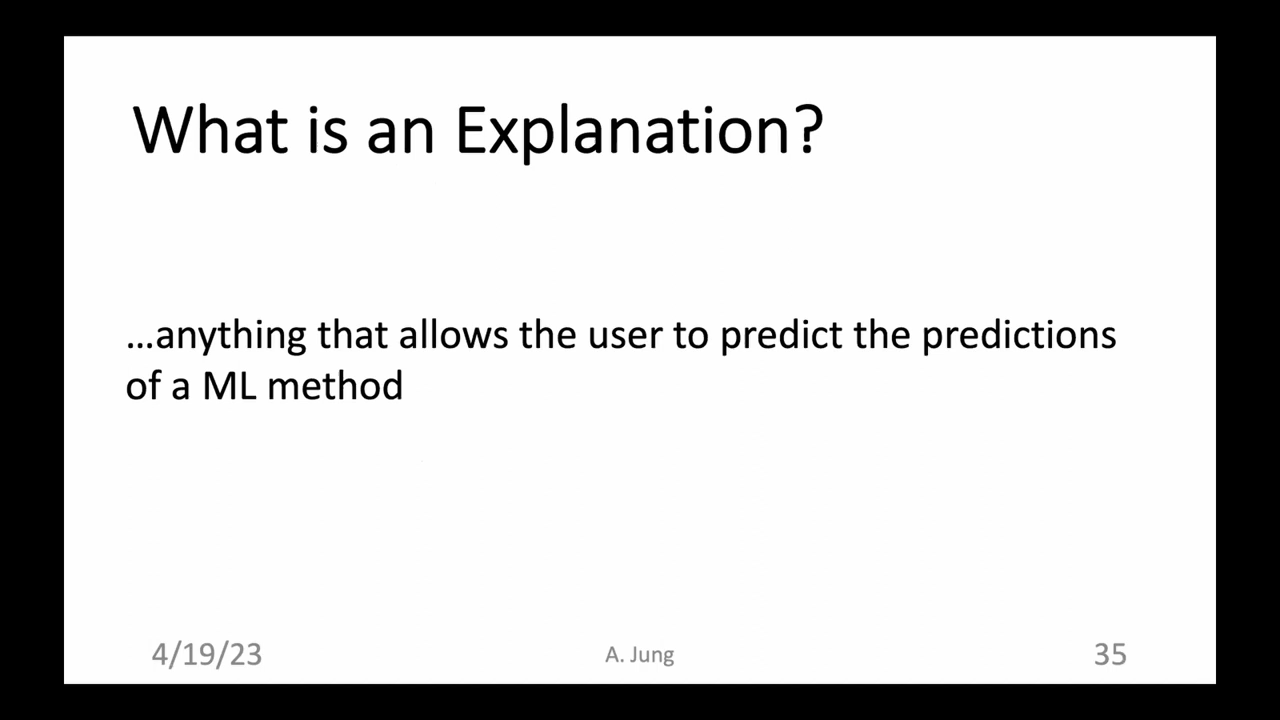 What is an Explanation?
...anything that allows the user to predict the predictions
of a ML method
4/19/23
A. Jung
35